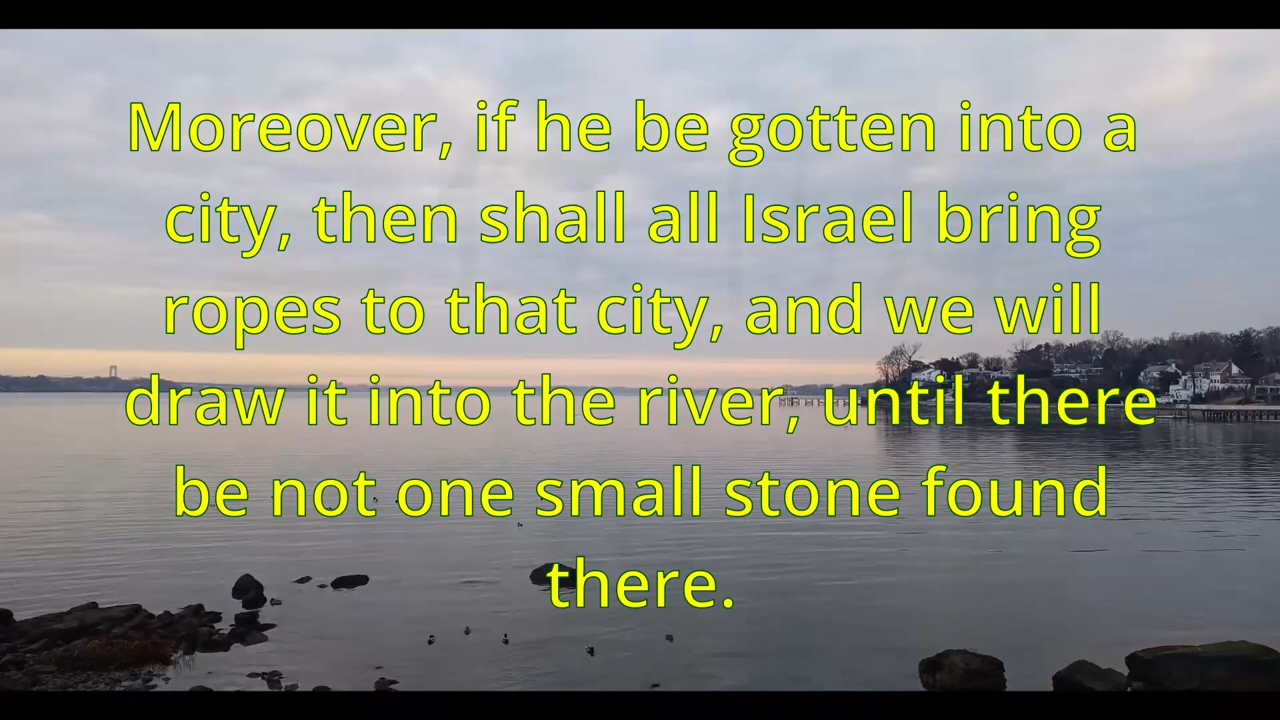 Moreover, if he be gotten into a
city, then shall all Israel bring
ropes to that city, and we will
draw it into the river, until there
be not one small stone found
there.